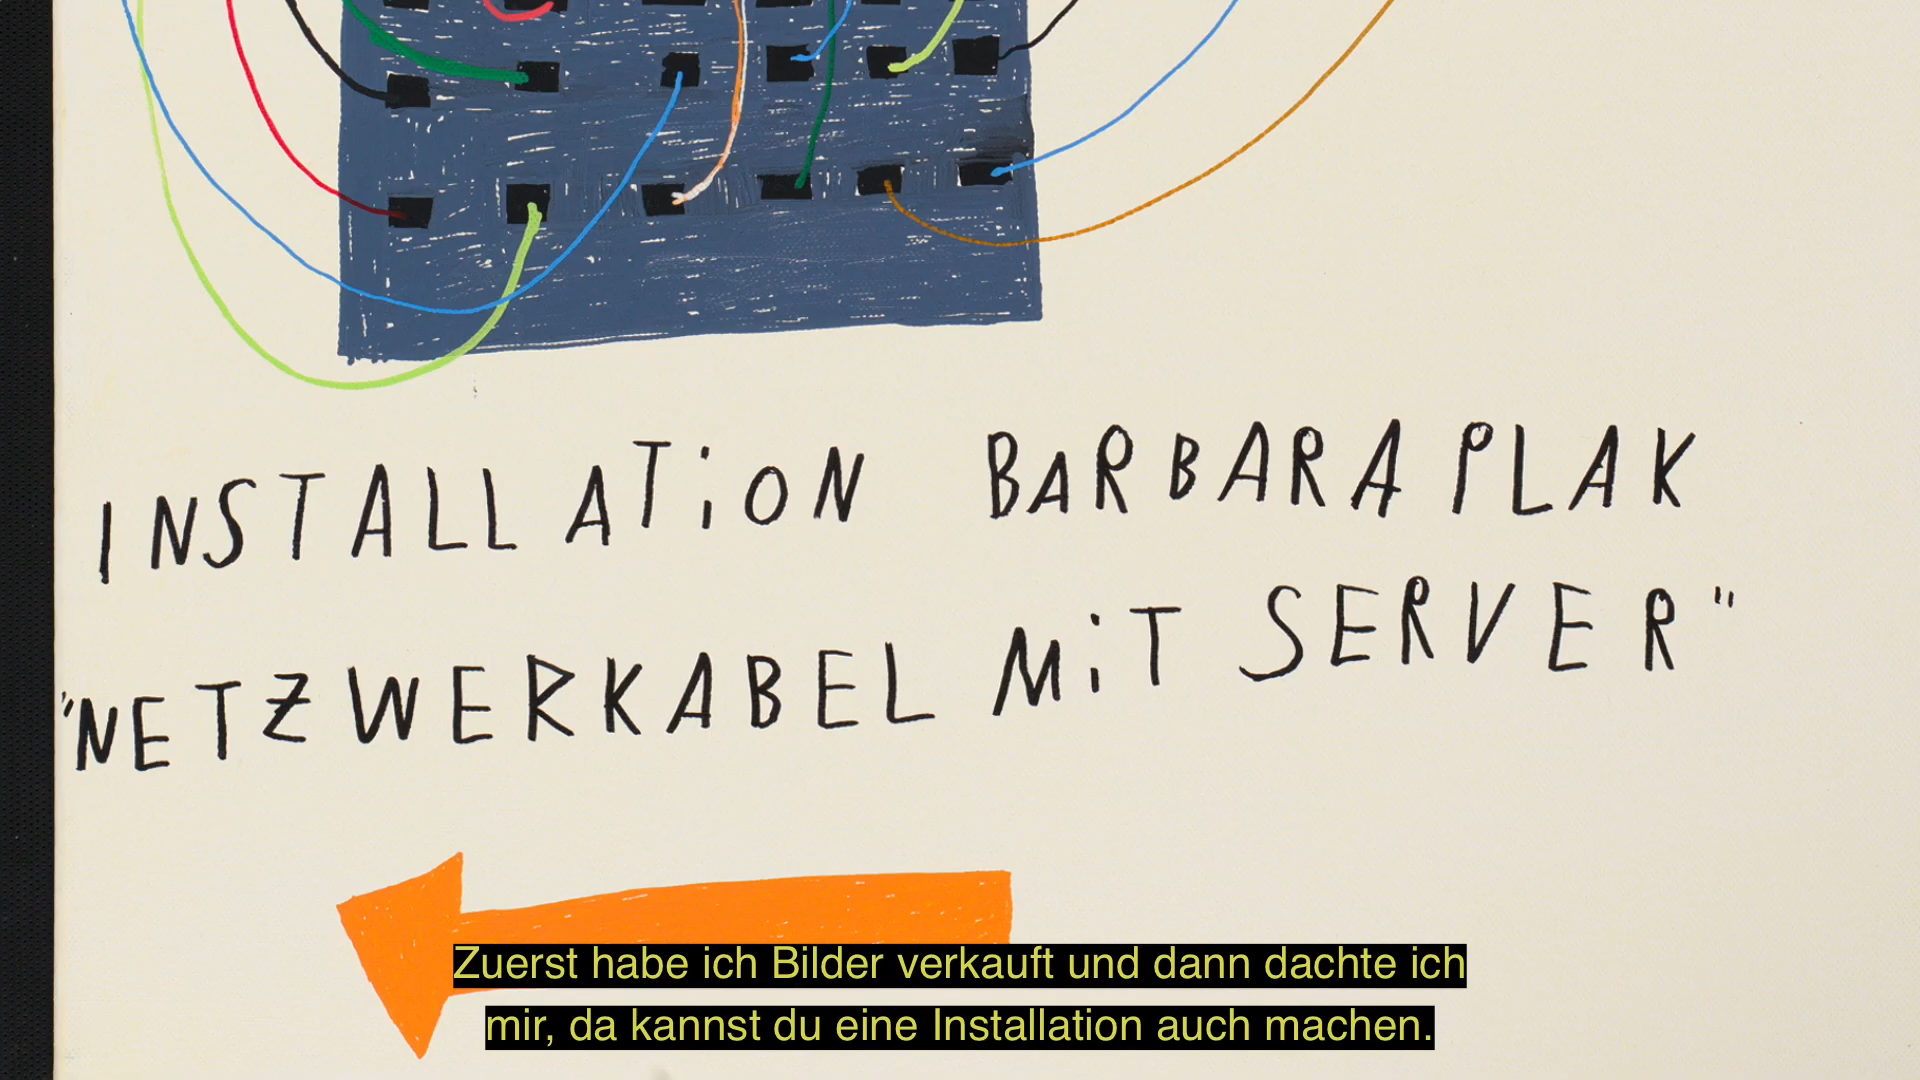 INSTALLATiON BARBARA PLAK
"NETZWERKABEL MiT SERVER"
Zuerst habe ich Bilder verkauft und dann dachte ich
mir, da kannst du eine Installation auch machen.